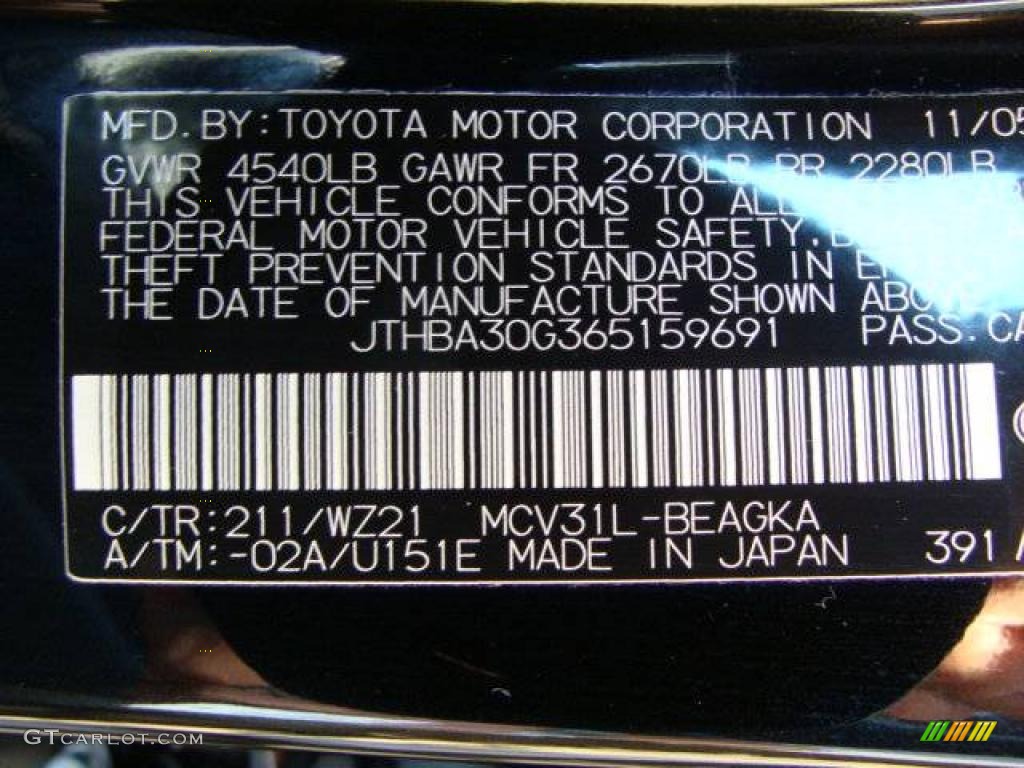 MFD. BY: TOYOTA MOTOR CORPORATION 11/05
GVWR 4540LB GAWR FR 2670LB RR 2280LB
THIS VEHICLE CONFORMS TO ALL
FEDERAL MOTOR VEHICLE SAFETY,
THEFT PREVENTION STANDARDS IN
THE DATE OF MANUFACTURE SHOWN ABOVE
JTHBA30G365159691 PASS.CA
C/TR:211/WZ21 MCV31L-BEAGKA
A/TM:-02A/U151E MADE IN JAPAN 391
GTCarLot.com